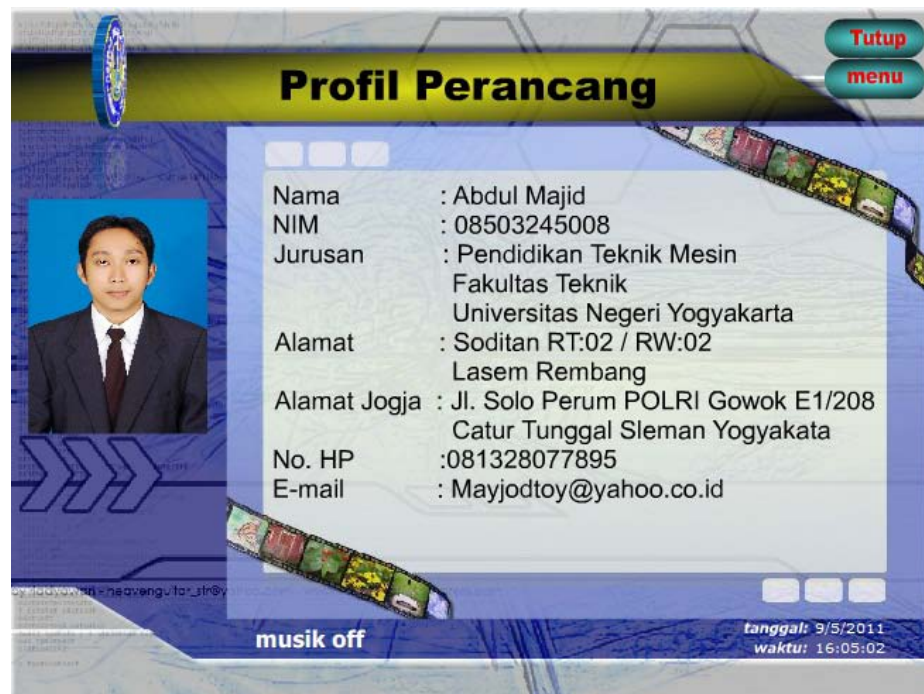 Tutup
menu
Profil Perancang
Nama : Abdul Majid
NIM : 08503245008
Jurusan : Pendidikan Teknik Mesin
Fakultas Teknik
Universitas Negeri Yogyakarta
Alamat : Soditan RT:02 / RW:02
Lasem Rembang
Alamat Jogja : Jl. Solo Perum POLRI Gowok E1/208
Catur Tunggal Sleman Yogyakata
No. HP :081328077895
E-mail : Mayjodtoy@yahoo.co.id
musik off
tanggal: 9/5/2011
waktu: 16:05:02